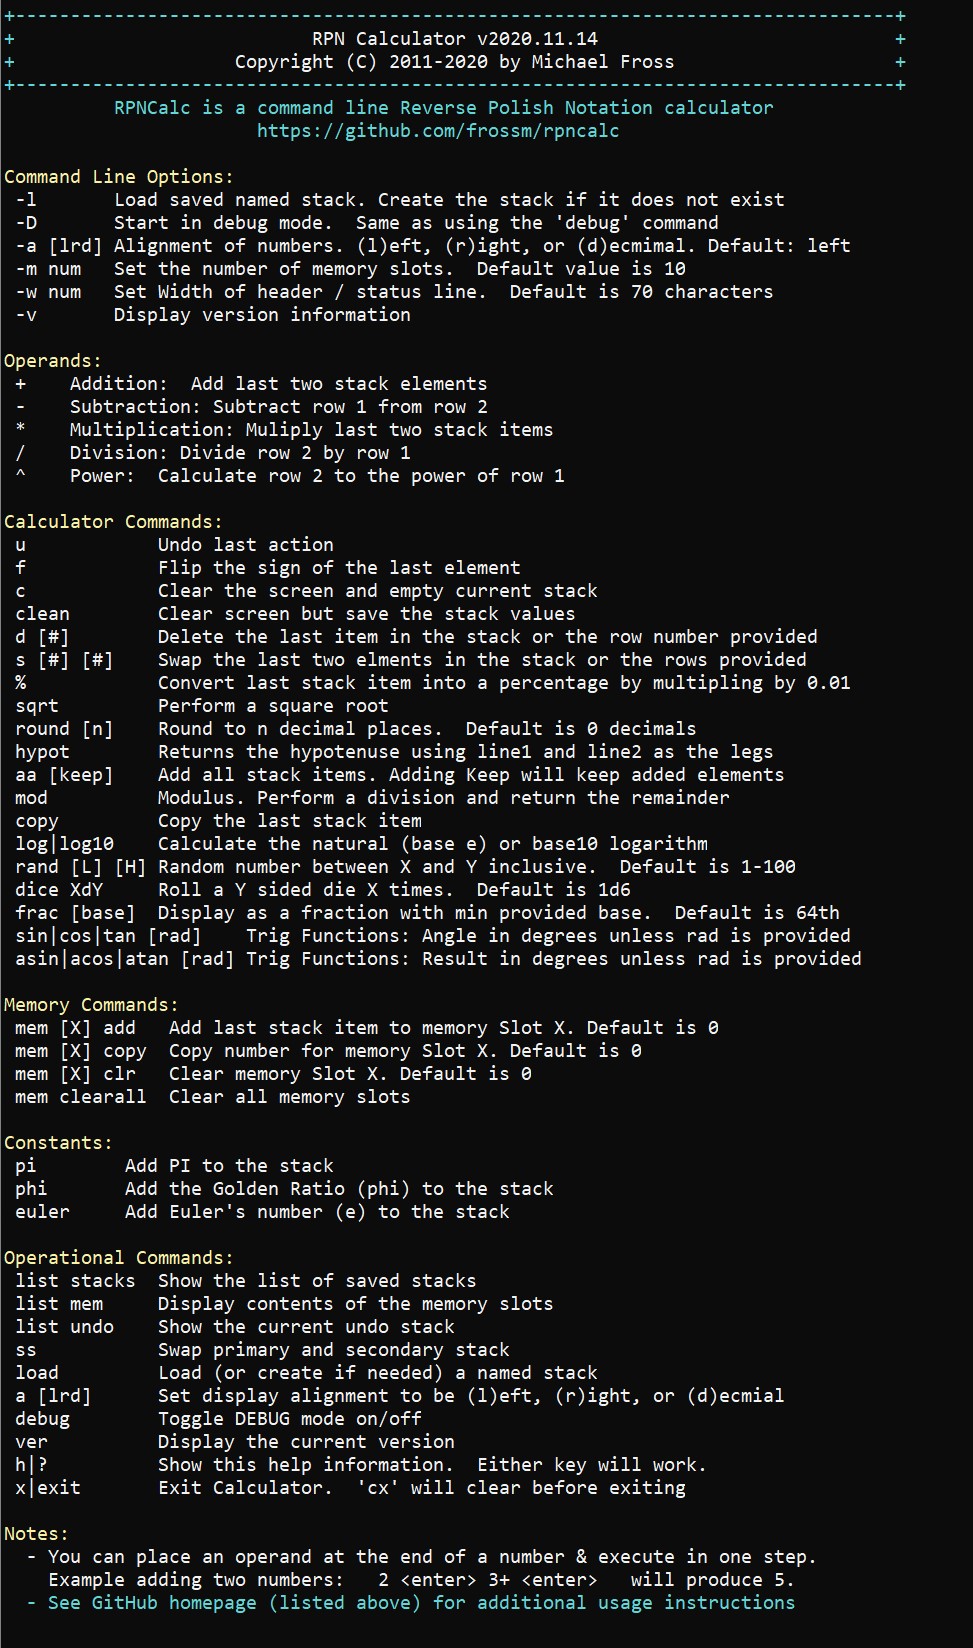 +--------------------------------------------------------------------------------+
+ RPN Calculator v2020.11.14 +
+ Copyright (C) 2011-2020 by Michael Fross +
+--------------------------------------------------------------------------------+
RPNCalc is a command line Reverse Polish Notation calculator
https://github.com/frossm/rpncalc
Command Line Options:
-l Load saved named stack. Create the stack if it does not exist
-D Start in debug mode. Same as using the 'debug' command
-a [lrd] Alignment of numbers. (l)eft, (r)ight, or (d)ecmimal. Default: left
-m num Set the number of memory slots. Default value is 10
-w num Set Width of header / status line. Default is 70 characters
-v Display version information
Operands:
+ Addition: Add last two stack elements
- Subtraction: Subtract row 1 from row 2
* Multiplication: Muliply last two stack items
/ Division: Divide row 2 by row 1
^ Power: Calculate row 2 to the power of row 1
Calculator Commands:
u Undo last action
f Flip the sign of the last element
c Clear the screen and empty current stack
clean Clear screen but save the stack values
d [#] Delete the last item in the stack or the row number provided
s [#] [#] Swap the last two elments in the stack or the rows provided
% Convert last stack item into a percentage by multipling by 0.01
sqrt Perform a square root
round [n] Round to n decimal places. Default is 0 decimals
hypot Returns the hypotenuse using line1 and line2 as the legs
aa [keep] Add all stack items. Adding Keep will keep added elements
mod Modulus. Perform a division and return the remainder
copy Copy the last stack item
log|log10 Calculate the natural (base e) or base10 logarithm
rand [L] [H] Random number between X and Y inclusive. Default is 1-100
dice XdY Roll a Y sided die X times. Default is 1d6
frac [base] Display as a fraction with min provided base. Default is 64th
sin|cos|tan [rad] Trig Functions: Angle in degrees unless rad is provided
asin|acos|atan [rad] Trig Functions: Result in degrees unless rad is provided
Memory Commands:
mem [X] add Add last stack item to memory Slot X. Default is 0
mem [X] copy Copy number for memory Slot X. Default is 0
mem [X] clr Clear memory Slot X. Default is 0
mem clearall Clear all memory slots
Constants:
pi Add PI to the stack
phi Add the Golden Ratio (phi) to the stack
euler Add Euler's number (e) to the stack
Operational Commands:
list stacks Show the list of saved stacks
list mem Display contents of the memory slots
list undo Show the current undo stack
ss Swap primary and secondary stack
load Load (or create if needed) a named stack
a [lrd] Set display alignment to be (l)eft, (r)ight, or (d)ecmial
debug Toggle DEBUG mode on/off
ver Display the current version
h|? Show this help information. Either key will work.
x|exit Exit Calculator. 'cx' will clear before exiting
Notes:
- You can place an operand at the end of a number & execute in one step.
Example adding two numbers: 2 <enter> 3+ <enter> will produce 5.
- See GitHub homepage (listed above) for additional usage instructions